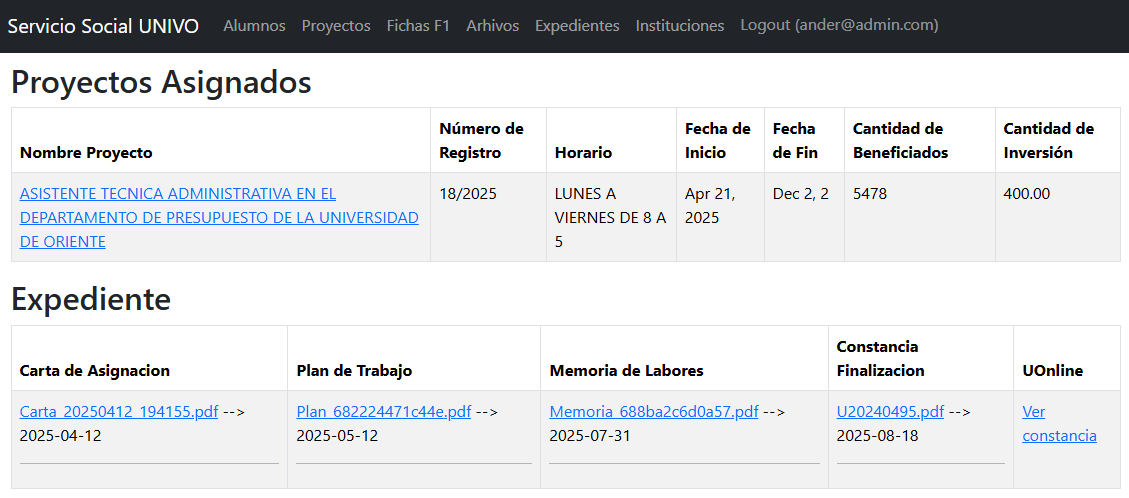 Servicio Social UNIVO Alumnos Proyectos Fichas F1 Arhivos Expedientes Instituciones Logout (ander@admin.com)
Proyectos Asignados
Nombre Proyecto Número de Registro Horario Fecha de Inicio Fecha de Fin Cantidad de Beneficiados Cantidad de Inversión
ASISTENTE TECNICA ADMINISTRATIVA EN EL
DEPARTAMENTO DE PRESUPUESTO DE LA UNIVERSIDAD
DE ORIENTE
18/2025
LUNES A
VIERNES DE 8 A
5
Apr 21,
2025
Dec 2, 2
5478
400.00
Expediente
Carta de Asignacion Plan de Trabajo Memoria de Labores Constancia Finalizacion UOnline
Carta_20250412_194155.pdf -->
2025-04-12
Plan_682224471c44e.pdf -->
2025-05-12
Memoria_688ba2c6d0a57.pdf -->
2025-07-31
U20240495.pdf -->
2025-08-18
Ver
constancia